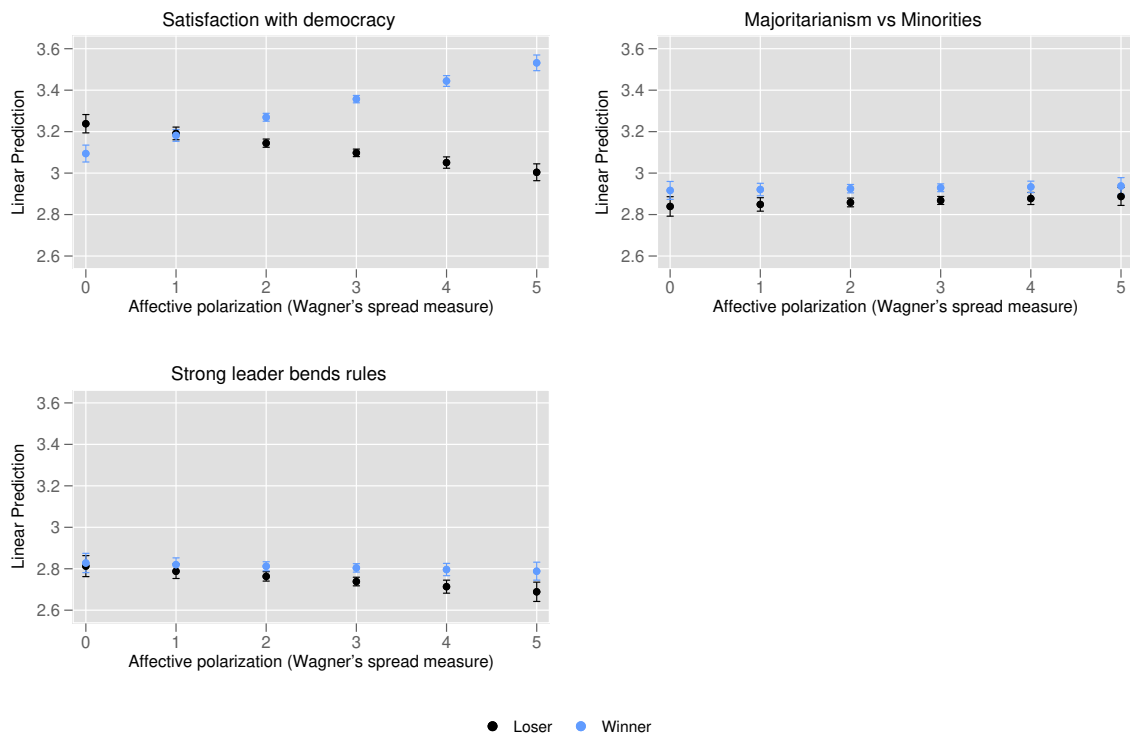 Satisfaction with democracy
Linear Prediction
3.6
3.4
3.2
3
2.8
2.6
0 1 2 3 4 5
Affective polarization (Wagner's spread measure)
Majoritarianism vs Minorities
Linear Prediction
3.6
3.4
3.2
3
2.8
2.6
0 1 2 3 4 5
Affective polarization (Wagner's spread measure)
Strong leader bends rules
Linear Prediction
3.6
3.4
3.2
3
2.8
2.6
0 1 2 3 4 5
Affective polarization (Wagner's spread measure)
Loser Winner